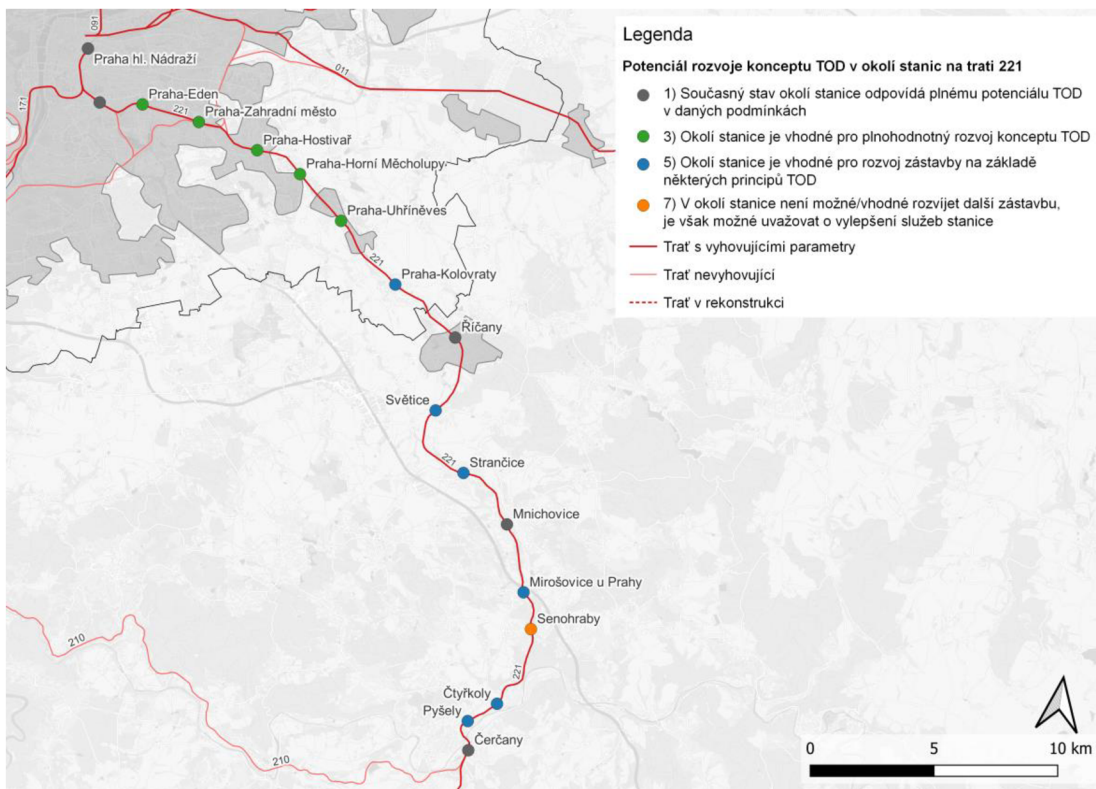 091
Praha hl. Nádraží
171
Praha-Eden
221
Praha-Zahradní město
011
Praha-Hostivař
Praha-Horní Měcholupy
Praha-Uhříněves
221
Praha-Kolovraty
Říčany
Světice
221
Strančice
Mnichovice
Mirošovice u Prahy
Senohraby
210
221
Čtyřkoly
Pyšely
Čerčany
210
Legenda
Potenciál rozvoje konceptu TOD v okolí stanic na trati 221
1) Současný stav okolí stanice odpovídá plnému potenciálu TOD
v daných podmínkách
3) Okolí stanice je vhodné pro plnohodnotný rozvoj konceptu TOD
5) Okolí stanice je vhodné pro rozvoj zástavby na základě
některých principů TOD
7) V okolí stanice není možné/vhodné rozvíjet další zástavbu,
je však možné uvažovat o vylepšení služeb stanice
Trať s vyhovujícími parametry
Trať nevyhovující
Trať v rekonstrukci
0 5 10 km